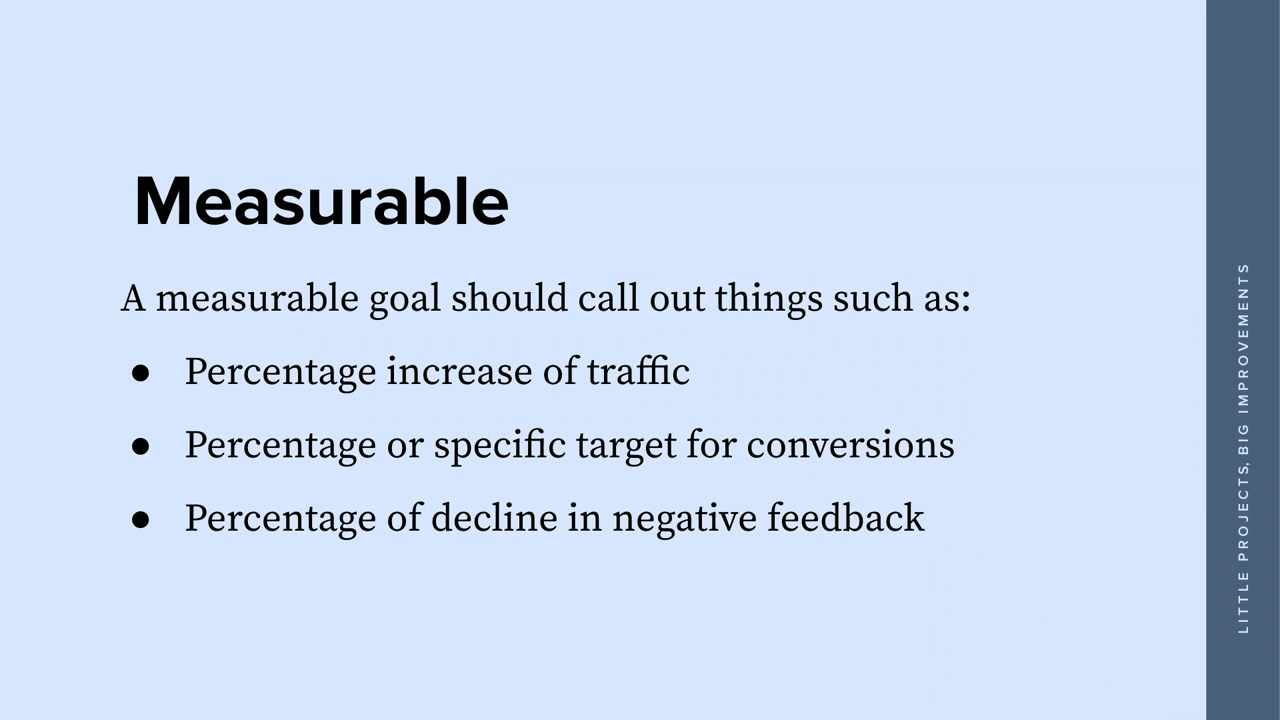 Measurable
A measurable goal should call out things such as:
● Percentage increase of traffic
● Percentage or specific target for conversions
● Percentage of decline in negative feedback
LITTLE PROJECTS, BIG IMPROVEMENTS